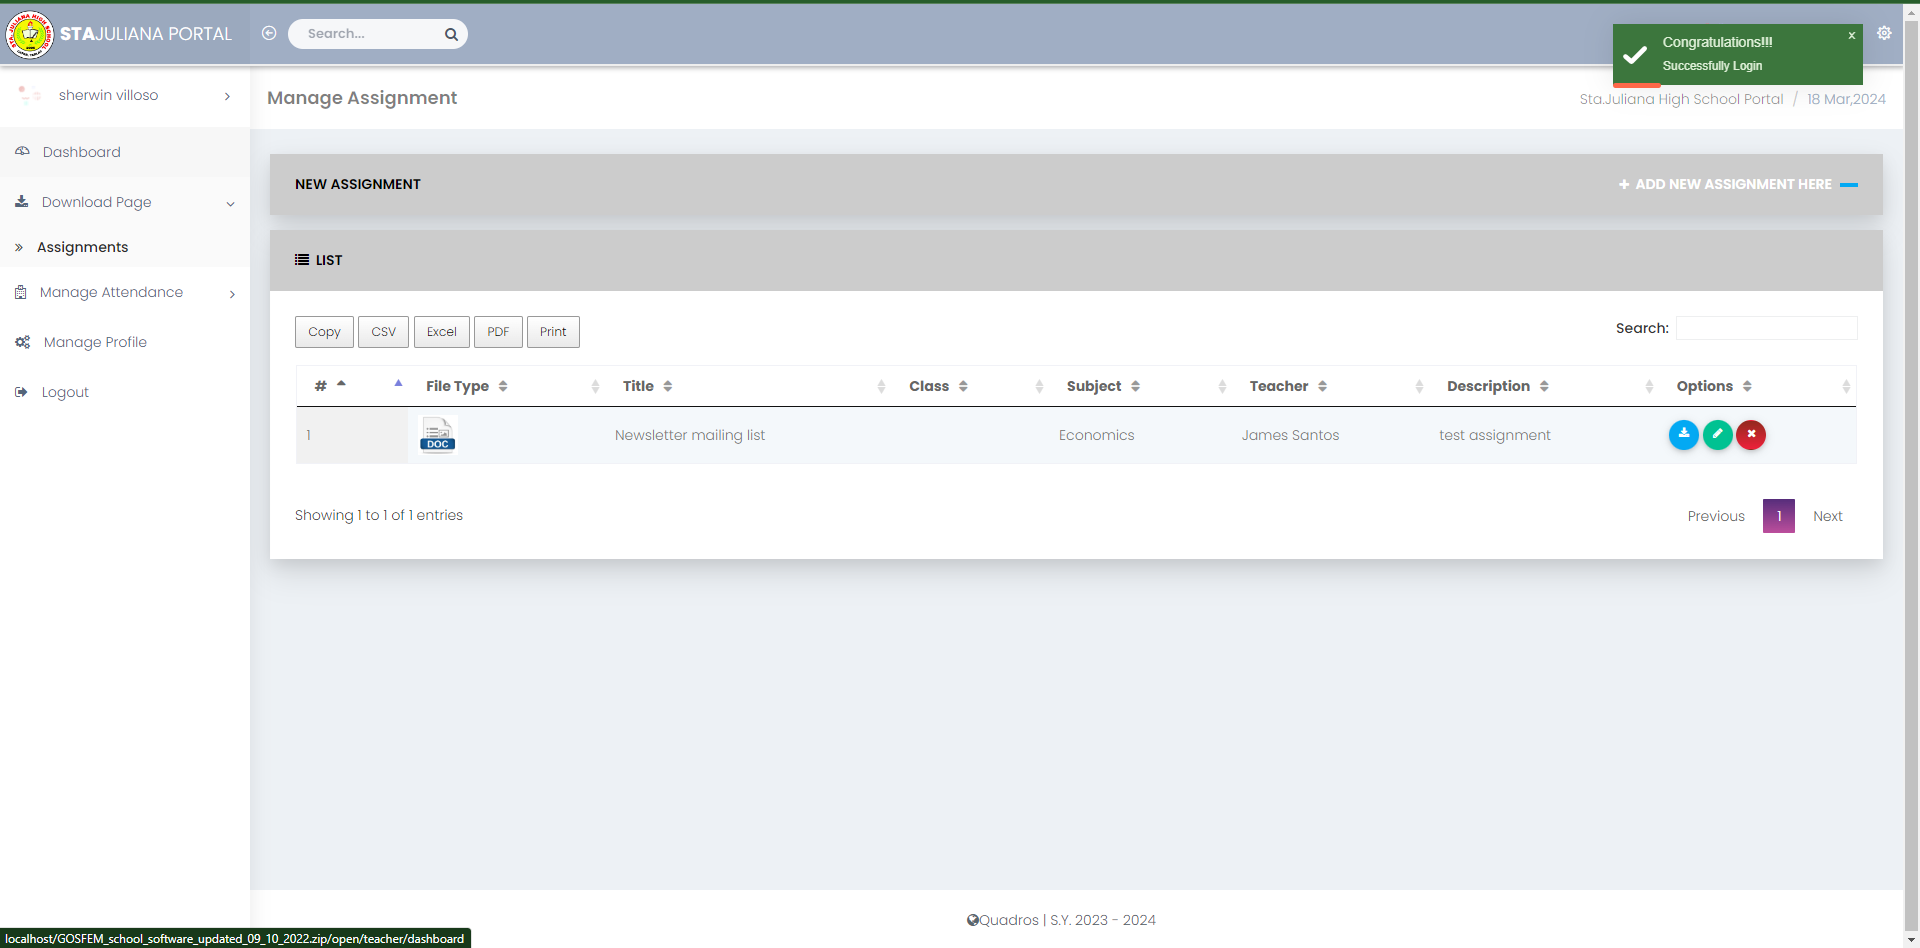 STAJULIANA PORTAL
Search...
Congratulations!!!
x
Successfully Login
sherwin villoso
Manage Assignment
Sta.Juliana High School Portal / 18 Mar,2024
Dashboard
Download Page
Assignments
Manage Attendance
Manage Profile
Logout
NEW ASSIGNMENT
+ ADD NEW ASSIGNMENT HERE
LIST
Copy CSV Excel PDF Print
Search:
# File Type Title Class Subject Teacher Description Options
1 DOC Newsletter mailing list Economics James Santos test assignment
Showing 1 to 1 of 1 entries
Previous 1 Next
Quadros | S.Y. 2023 - 2024
localhost/GOSFEM_school_software_updated_09_10_2022.zip/open/teacher/dashboard